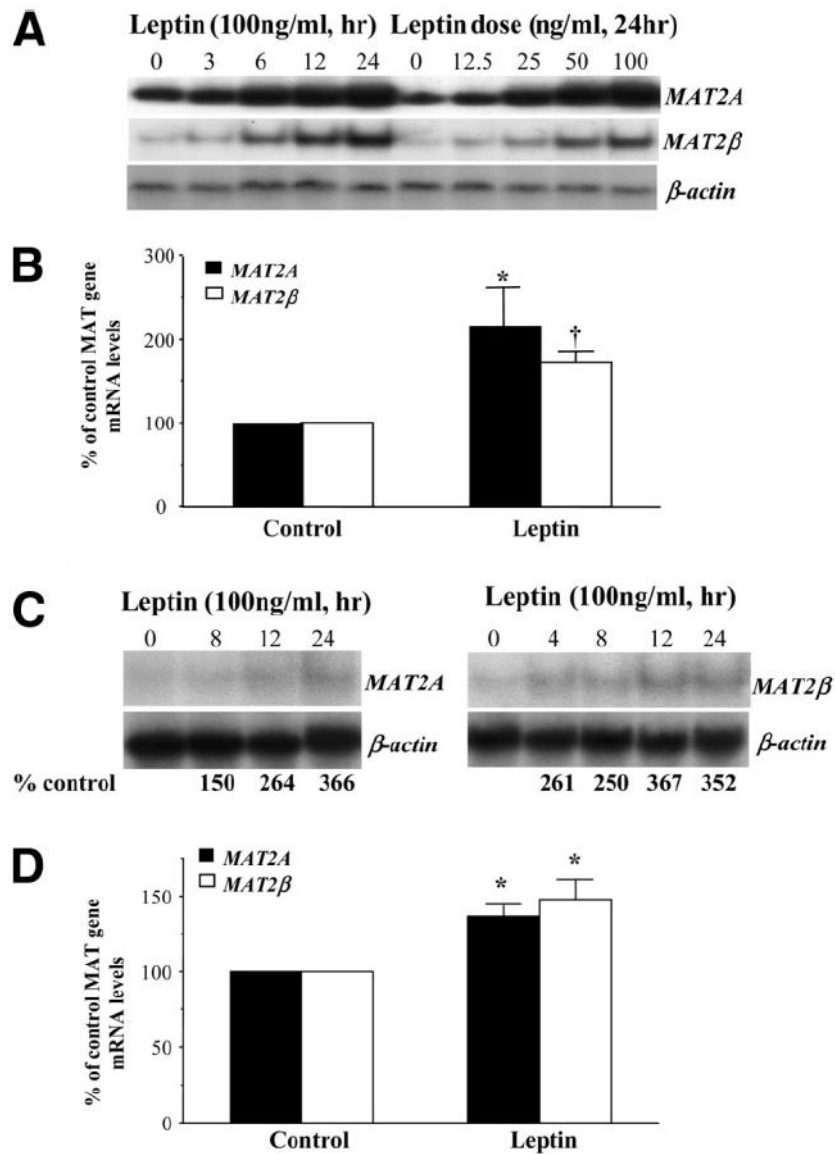 A
Leptin (100ng/ml, hr) Leptin dose (ng/ml, 24hr)
0 3 6 12 24 0 12.5 25 50 100
MAT2A
MAT2β
β-actin
B
% of control MAT gene
mRNA levels
300
200
100
0
MAT2A
MAT2β
*
†
Control Leptin
C
Leptin (100ng/ml, hr)
0 8 12 24
MAT2A
β-actin
% control 150 264 366
Leptin (100ng/ml, hr)
0 4 8 12 24
MAT2β
β-actin
261 250 367 352
D
% of control MAT gene
mRNA levels
150
100
50
0
MAT2A
MAT2β
* *
Control Leptin